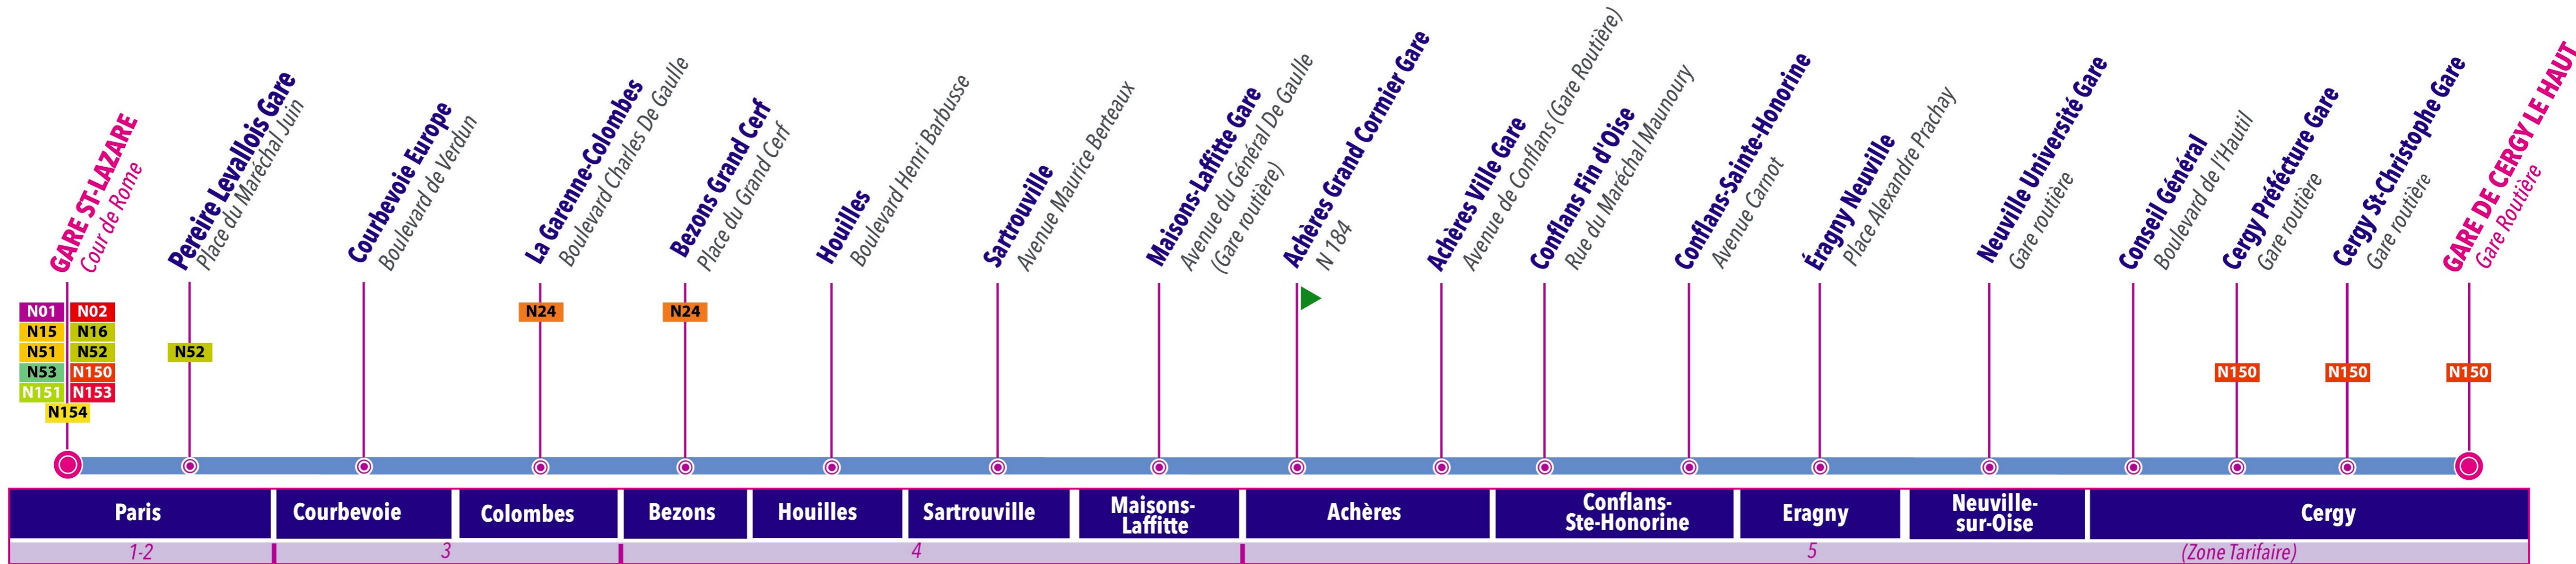 GARE ST-LAZARE
Cour de Rome
Pereire Levallois Gare
Place du Maréchal Juin
Courbevoie Europe
Boulevard de Verdun
La Garenne-Colombes
Boulevard Charles De Gaulle
Bezons Grand Cerf
Place du Grand Cerf
Houilles
Boulevard Henri Barbusse
Sartrouville
Avenue Maurice Berteaux
Maisons-Laffitte Gare
Avenue du Général De Gaulle
(Gare routière)
Achères Grand Cormier Gare
N 184
Achères Ville Gare
Avenue de Conflans (Gare Routière)
Conflans Fin d'Oise
Rue du Maréchal Maunoury
Conflans-Sainte-Honorine
Avenue Carnot
Éragny Neuville
Place Alexandre Prachay
Neuville Université Gare
Gare routière
Conseil Général
Boulevard de l'Hautil
Cergy Préfécture Gare
Gare routière
Cergy St-Christophe Gare
Gare routière
GARE DE CERGY LE HAUT
Gare Routière
N01 N02
N15 N16
N51 N52
N53 N150
N151 N153
N154
N52
N24
N24
N150
N150
N150
Paris
Courbevoie
Colombes
Bezons
Houilles
Sartrouville
Maisons-
Laffitte
Achères
Conflans-
Ste-Honorine
Eragny
Neuville-
sur-Oise
Cergy
1-2
3
4
5
(Zone Tarifaire)